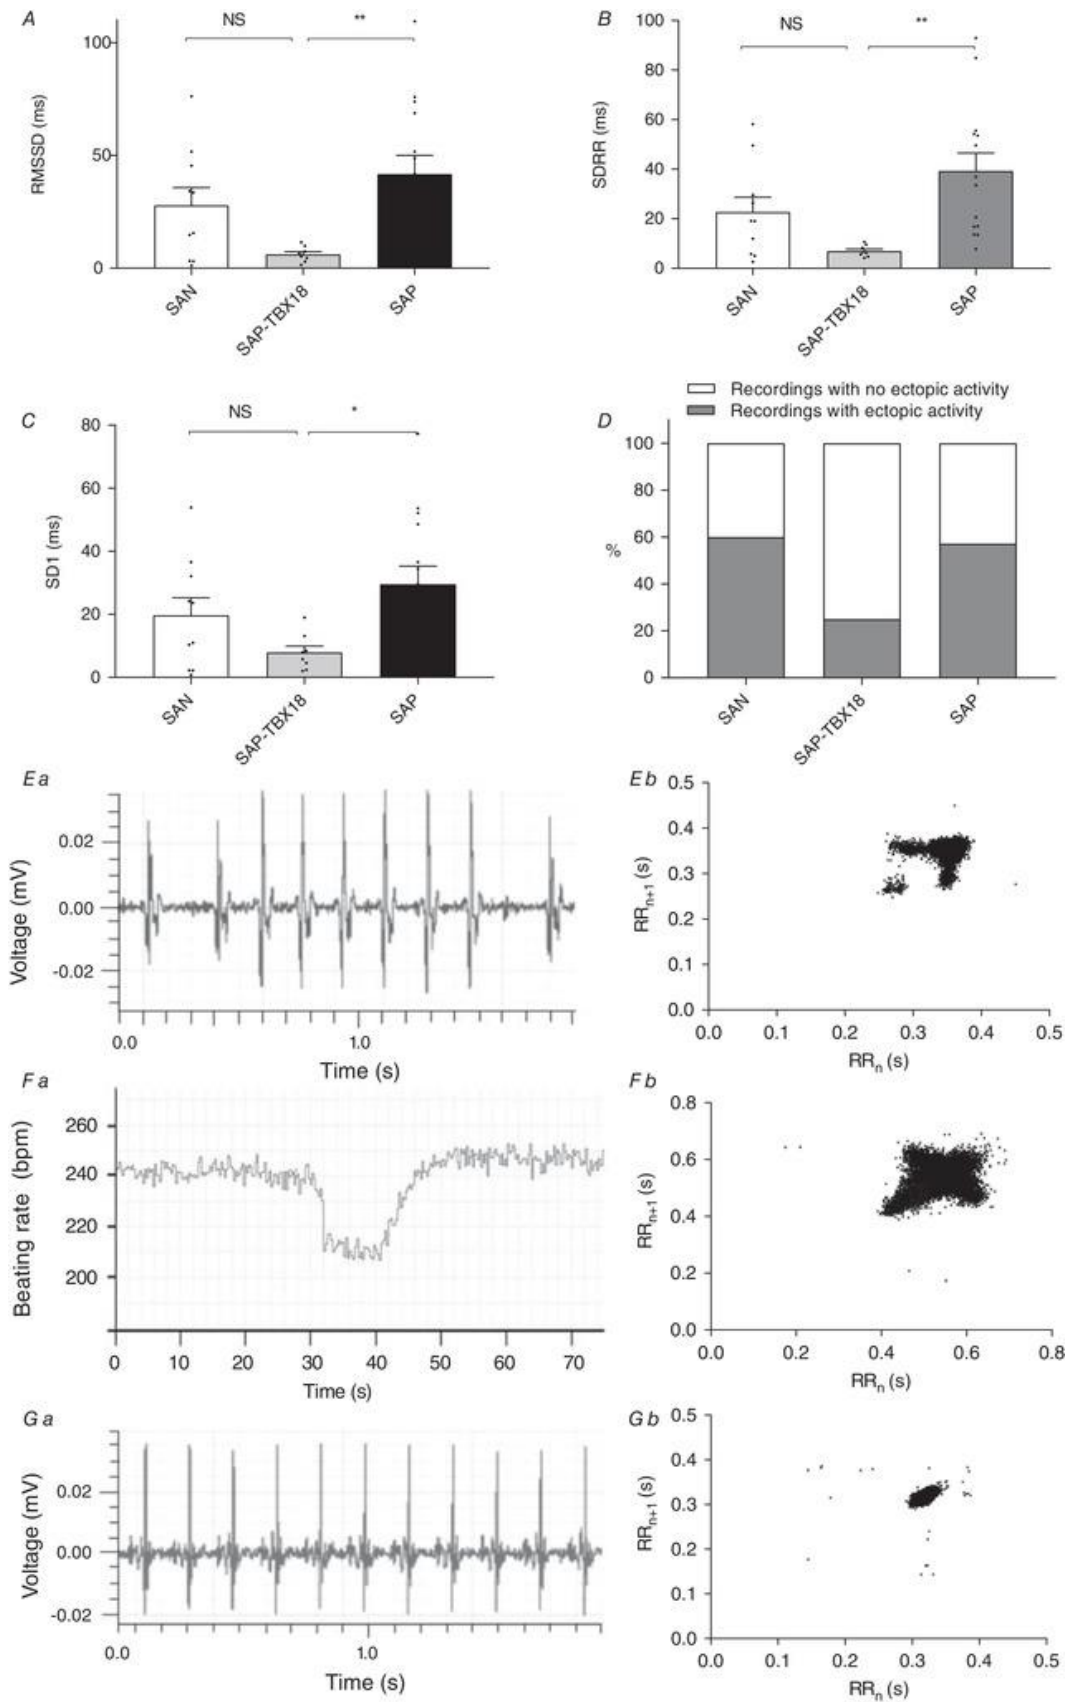 A
NS
**
100
50
0
RMSSD (ms)
SAN
SAP-TBX18
SAP
B
NS
**
100
80
60
40
20
0
SDRR (ms)
SAN
SAP-TBX18
SAP
C
NS
*
80
60
40
20
0
SD1 (ms)
SAN
SAP-TBX18
SAP
Recordings with no ectopic activity
Recordings with ectopic activity
D
100
80
60
40
20
0
%
SAN
SAP-TBX18
SAP
E a
0.02
0.00
-0.02
Voltage (mV)
0.0 1.0
Time (s)
E b
0.5
0.4
0.3
0.2
0.1
0.0
RRn+1 (s)
0.0 0.1 0.2 0.3 0.4 0.5
RRn (s)
F a
260
240
220
200
Beating rate (bpm)
0 10 20 30 40 50 60 70
Time (s)
F b
0.8
0.6
0.4
0.2
0.0
RRn+1 (s)
0.0 0.2 0.4 0.6 0.8
RRn (s)
G a
0.02
0.00
-0.02
Voltage (mV)
0.0 1.0
Time (s)
G b
0.5
0.4
0.3
0.2
0.1
0.0
RRn+1 (s)
0.0 0.1 0.2 0.3 0.4 0.5
RRn (s)